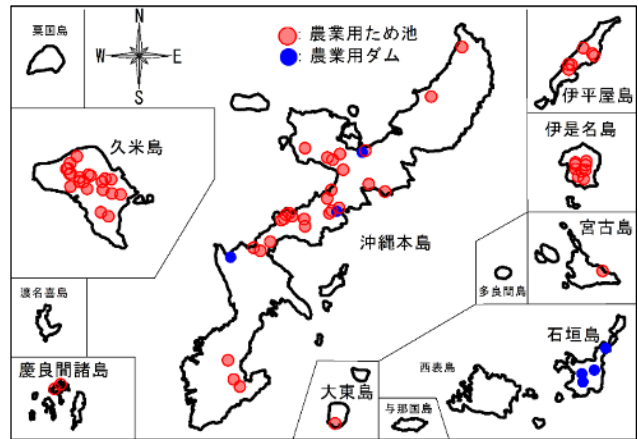 粟国島
N
W E
S
: 農業用ため池
: 農業用ダム
伊平屋島
久米島
伊是名島
沖縄本島
宮古島
多良間島
渡名喜島
石垣島
西表島
慶良間諸島
大東島
与那国島